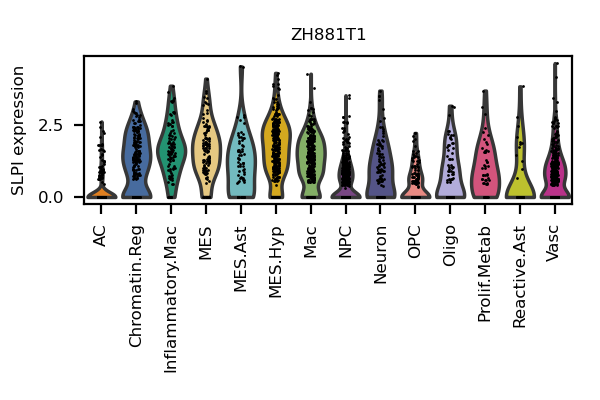 ZH881T1
SLPI expression
2.5
0.0
AC
Chromatin.Reg
Inflammatory.Mac
MES
MES.Ast
MES.Hyp
Mac
NPC
Neuron
OPC
Oligo
Prolif.Metab
Reactive.Ast
Vasc